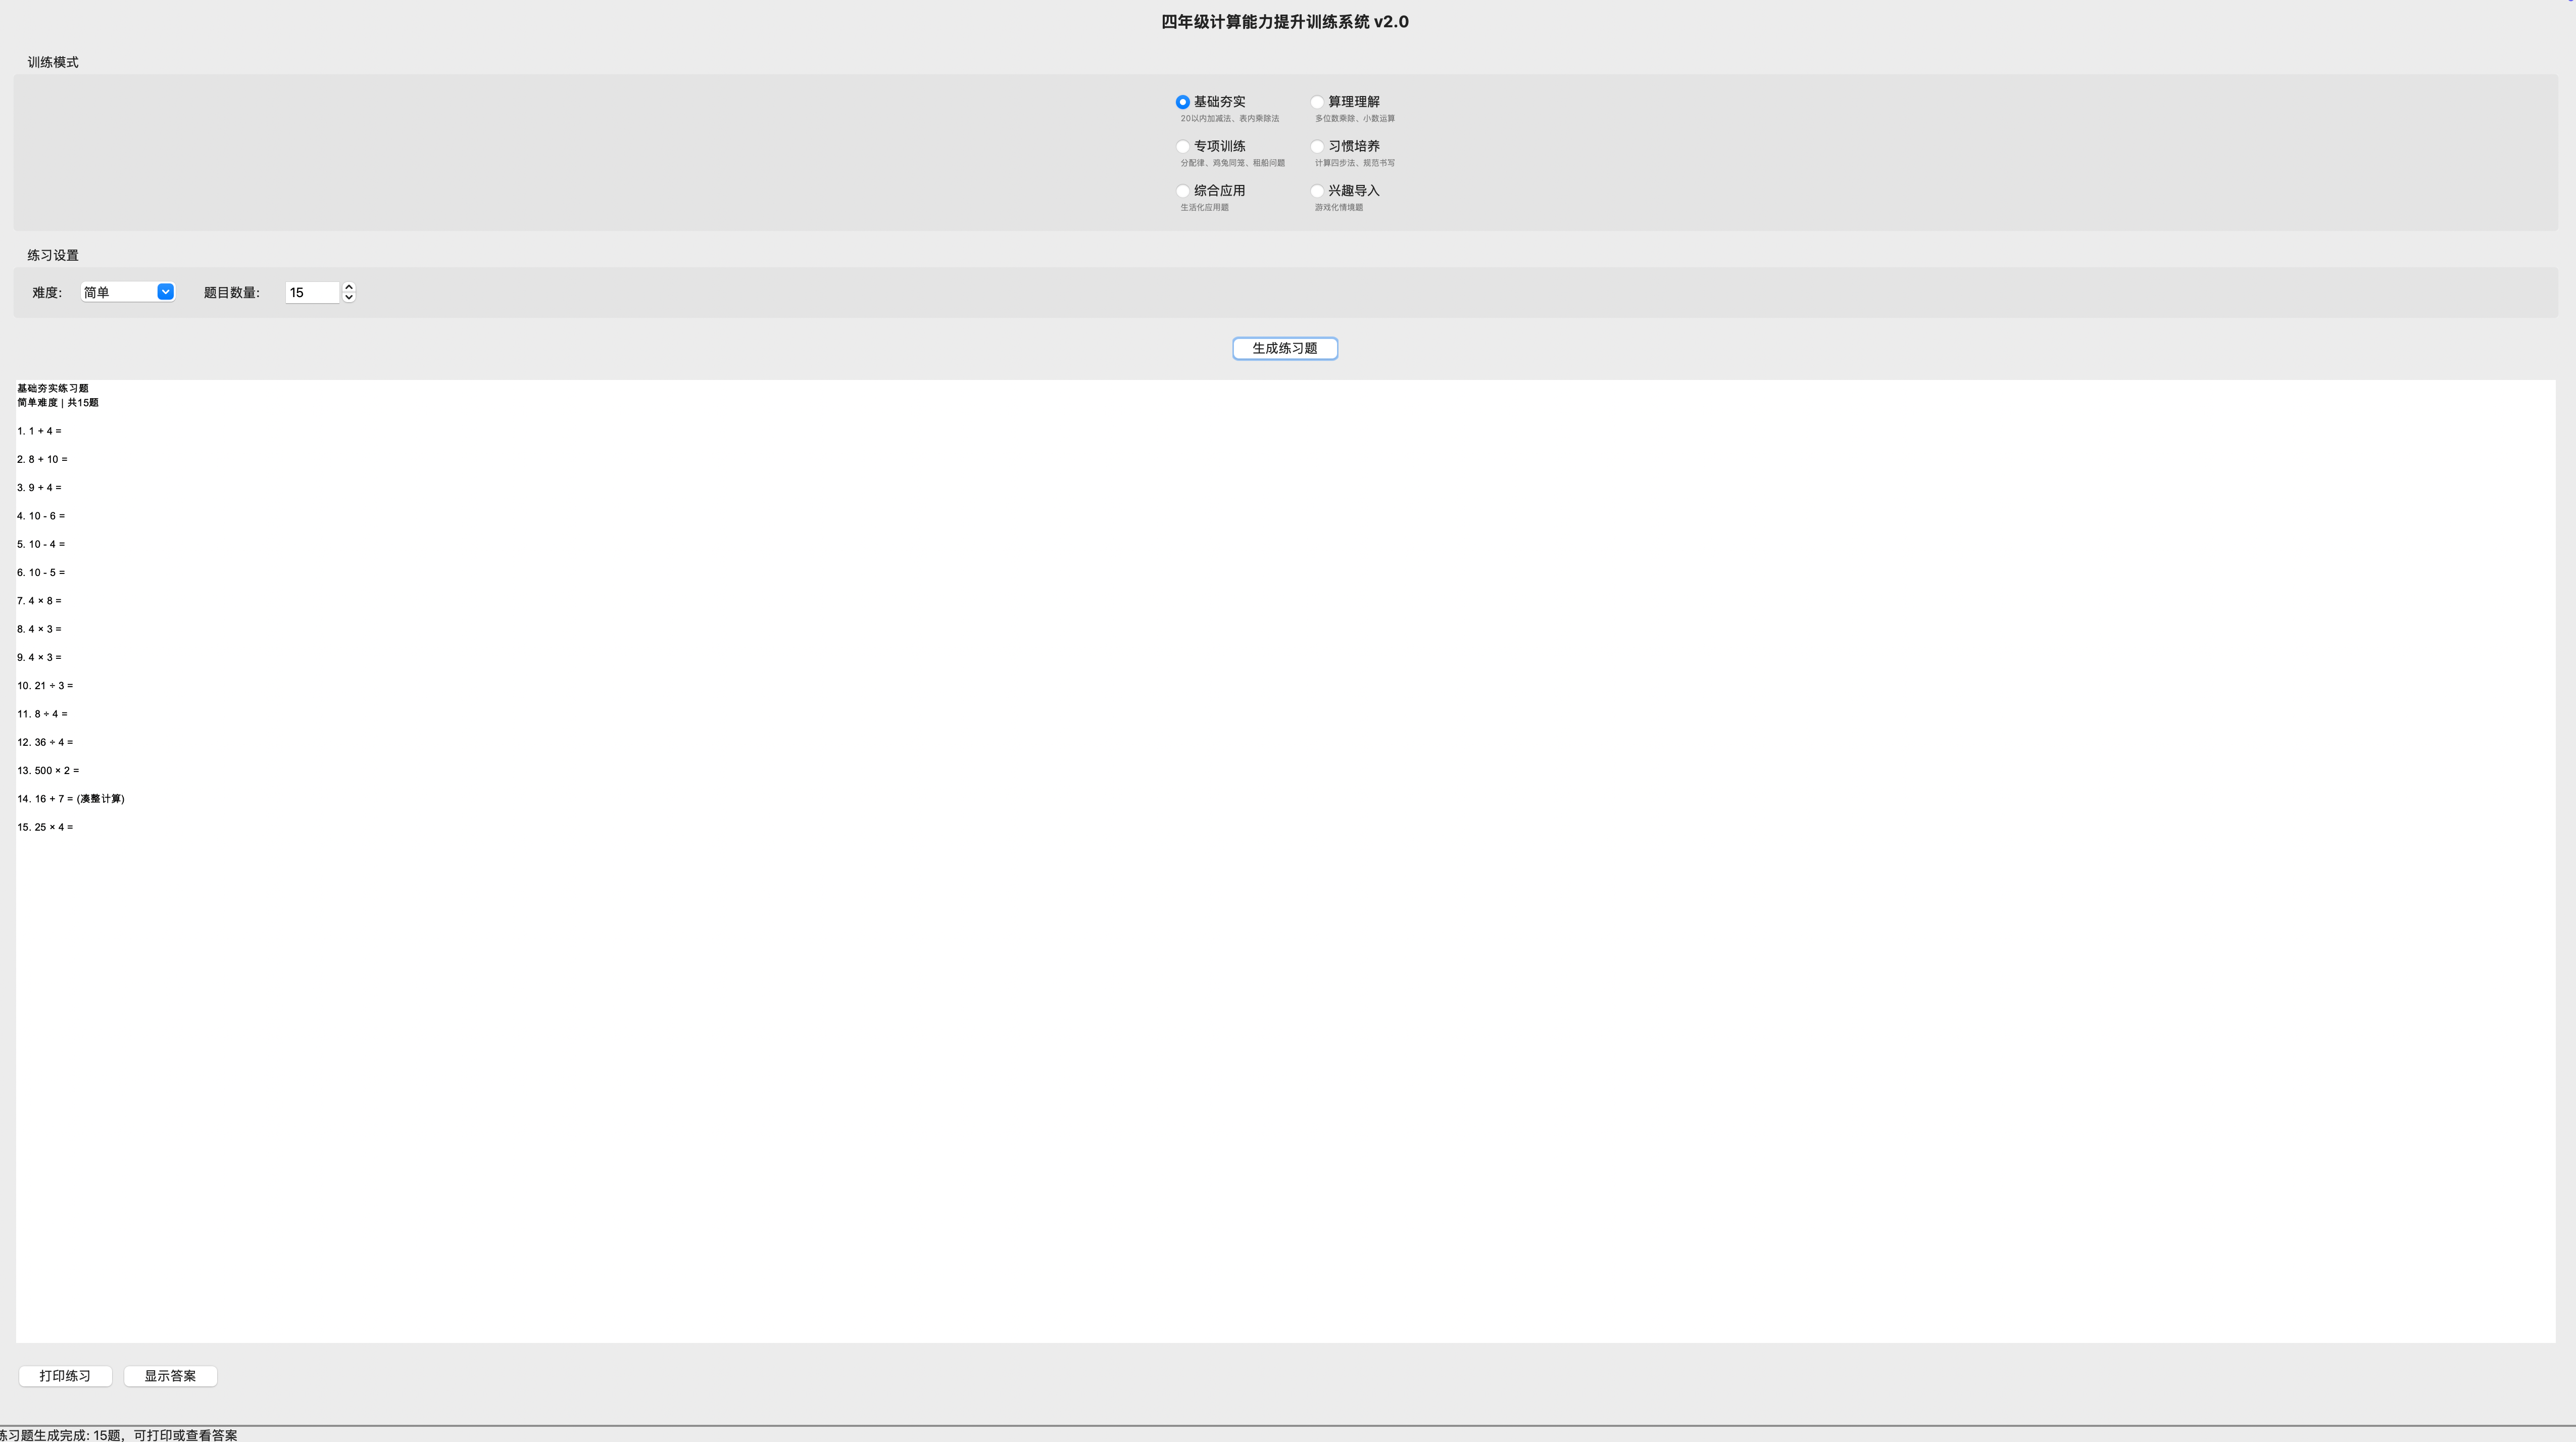 四年级计算能力提升训练系统 v2.0
训练模式
基础夯实 算理理解
20以内加减法、表内乘除法 多位数乘除、小数运算
专项训练 习惯培养
分配律、鸡兔同笼、租船问题 计算四步法、规范书写
综合应用 兴趣导入
生活化应用题 游戏化情境题
练习设置
难度: 简单 题目数量: 15
生成练习题
基础夯实练习题
简单难度 | 共15题
1. 1 + 4 =
2. 8 + 10 =
3. 9 + 4 =
4. 10 - 6 =
5. 10 - 4 =
6. 10 - 5 =
7. 4 × 8 =
8. 4 × 3 =
9. 4 × 3 =
10. 21 ÷ 3 =
11. 8 ÷ 4 =
12. 36 ÷ 4 =
13. 500 × 2 =
14. 16 + 7 = (凑整计算)
15. 25 × 4 =
打印练习 显示答案
练习题生成完成: 15题，可打印或查看答案